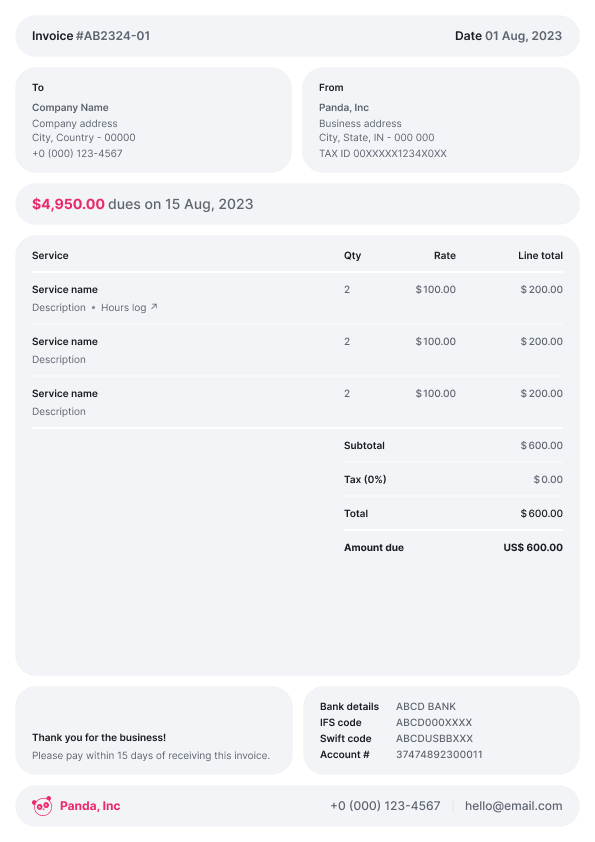 Invoice #AB2324-01 Date 01 Aug, 2023
To
Company Name
Company address
City, Country - 00000
+0 (000) 123-4567
From
Panda, Inc
Business address
City, State, IN - 000 000
TAX ID 00XXXXX1234X0XX
$4,950.00 dues on 15 Aug, 2023
Service Qty Rate Line total
Service name 2 $100.00 $200.00
Description • Hours log ↗
Service name 2 $100.00 $200.00
Description
Service name 2 $100.00 $200.00
Description
Subtotal $600.00
Tax (0%) $0.00
Total $600.00
Amount due US$ 600.00
Thank you for the business!
Please pay within 15 days of receiving this invoice.
Bank details ABCD BANK
IFS code ABCD000XXXX
Swift code ABCDUSBBXXX
Account # 37474892300011
Panda, Inc +0 (000) 123-4567 | hello@email.com